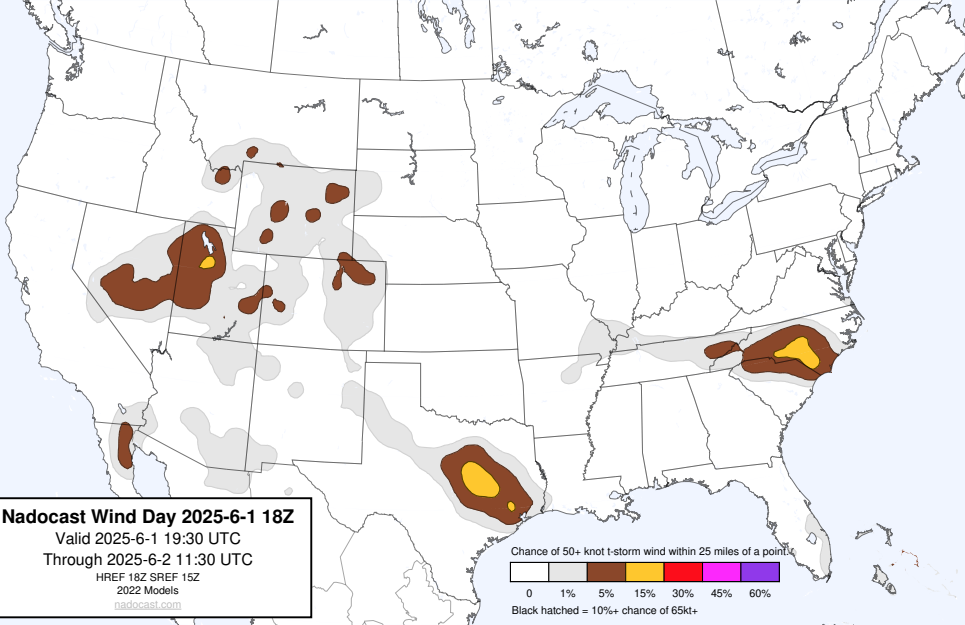 Nadocast Wind Day 2025-6-1 18Z
Valid 2025-6-1 19:30 UTC
Through 2025-6-2 11:30 UTC
HREF 18Z SREF 15Z
2022 Models
nadocast.com
Chance of 50+ knot t-storm wind within 25 miles of a point.
0 1% 5% 15% 30% 45% 60%
Black hatched = 10%+ chance of 65kt+